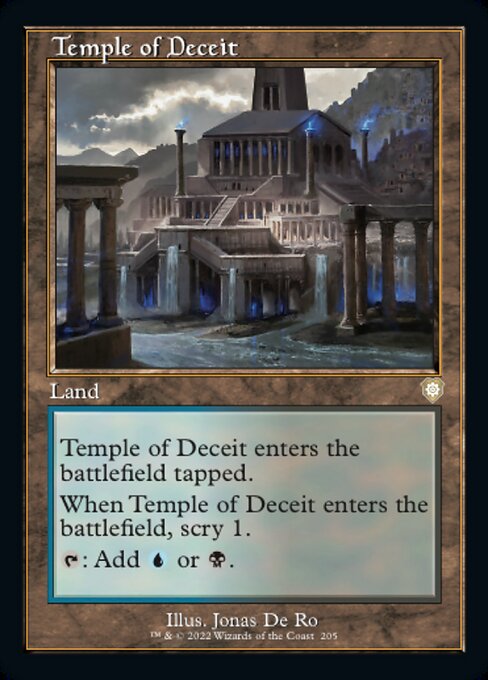 Temple of Deceit
Land
Temple of Deceit enters the
battlefield tapped.
When Temple of Deceit enters the
battlefield, scry 1.
: Add or .
Illus. Jonas De Ro
™ & © 2022 Wizards of the Coast 205